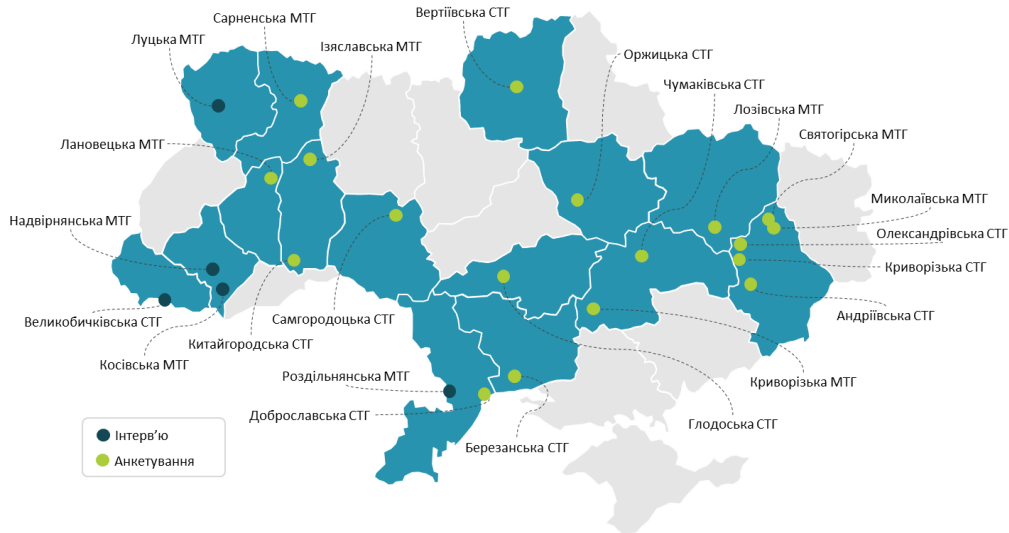 Вертіївська СТГ
Сарненська МТГ
Луцька МТГ
Ізяславська МТГ
Оржицька СТГ
Чумаківська СТГ
Лозівська МТГ
Святогірська МТГ
Лановецька МТГ
Миколаївська МТГ
Надвірнянська МТГ
Олександрівська СТГ
Криворізька СТГ
Андріївська СТГ
Великобичківська СТГ
Самгородоцька СТГ
Китайгородська СТГ
Косівська МТГ
Роздільнянська МТГ
Криворізька МТГ
Доброславська СТГ
Глодоська СТГ
Березанська СТГ
Інтерв'ю
Анкетування